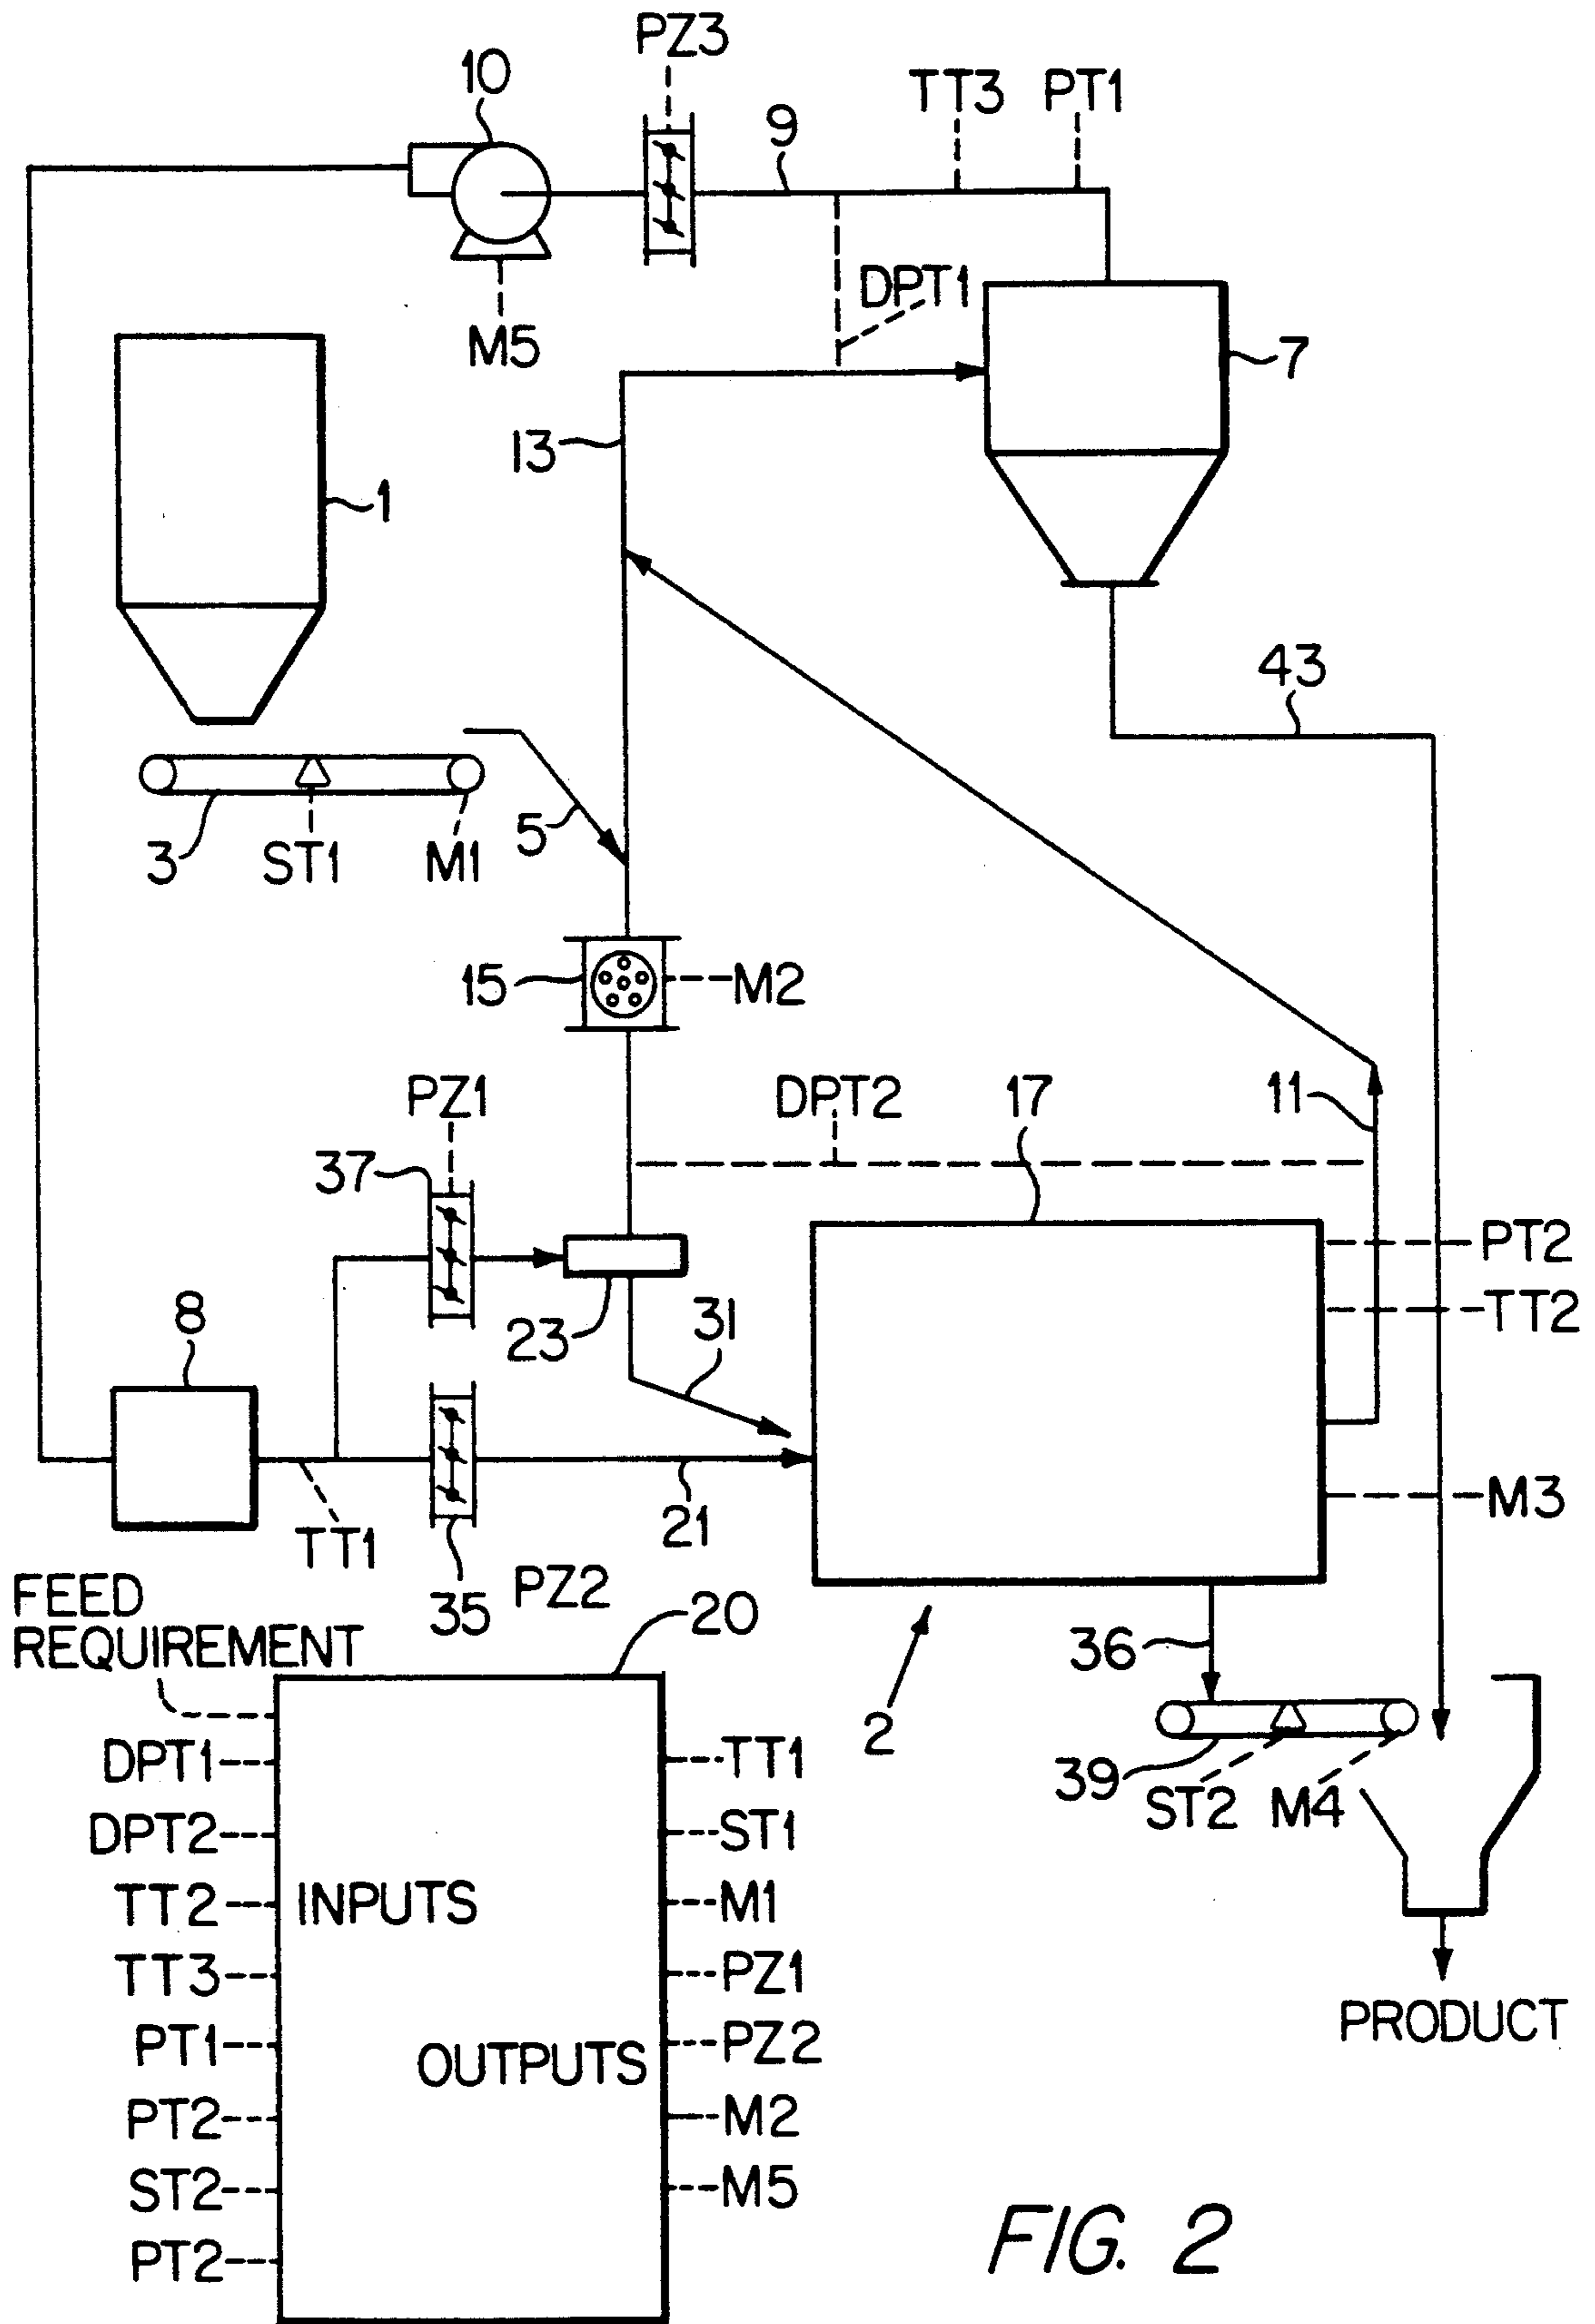 PZ3
10
TT3
PT1
9
DPT1
M5
7
13
1
43
5
3
ST1
M1
15
M2
PZ1
DPT2
17
11
37
PT2
8
23
31
TT2
TT1
21
M3
35
PZ2
FEED
REQUIREMENT
20
36
2
39
ST2
M4
DPT1
TT1
DPT2
ST1
TT2
INPUTS
M1
TT3
PZ1
PT1
OUTPUTS
PZ2
PRODUCT
PT2
M2
ST2
M5
PT2
FIG. 2